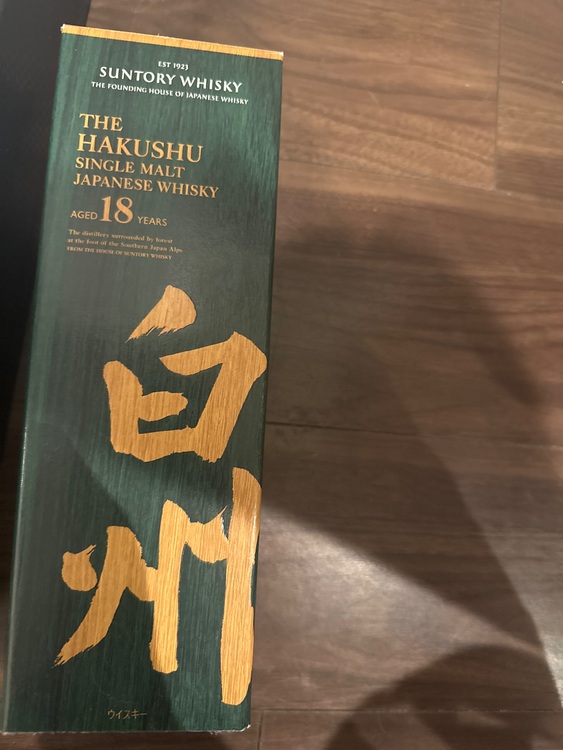 EST 1923
SUNTORY WHISKY
THE FOUNDING HOUSE OF JAPANESE WHISKY
THE
HAKUSHU
SINGLE MALT
JAPANESE WHISKY
AGED 18 YEARS
The distillery surrounded by forest
at the foot of the Southern Japan Alps
FROM THE HOUSE OF SUNTORY WHISKY
白
州
ウイスキー